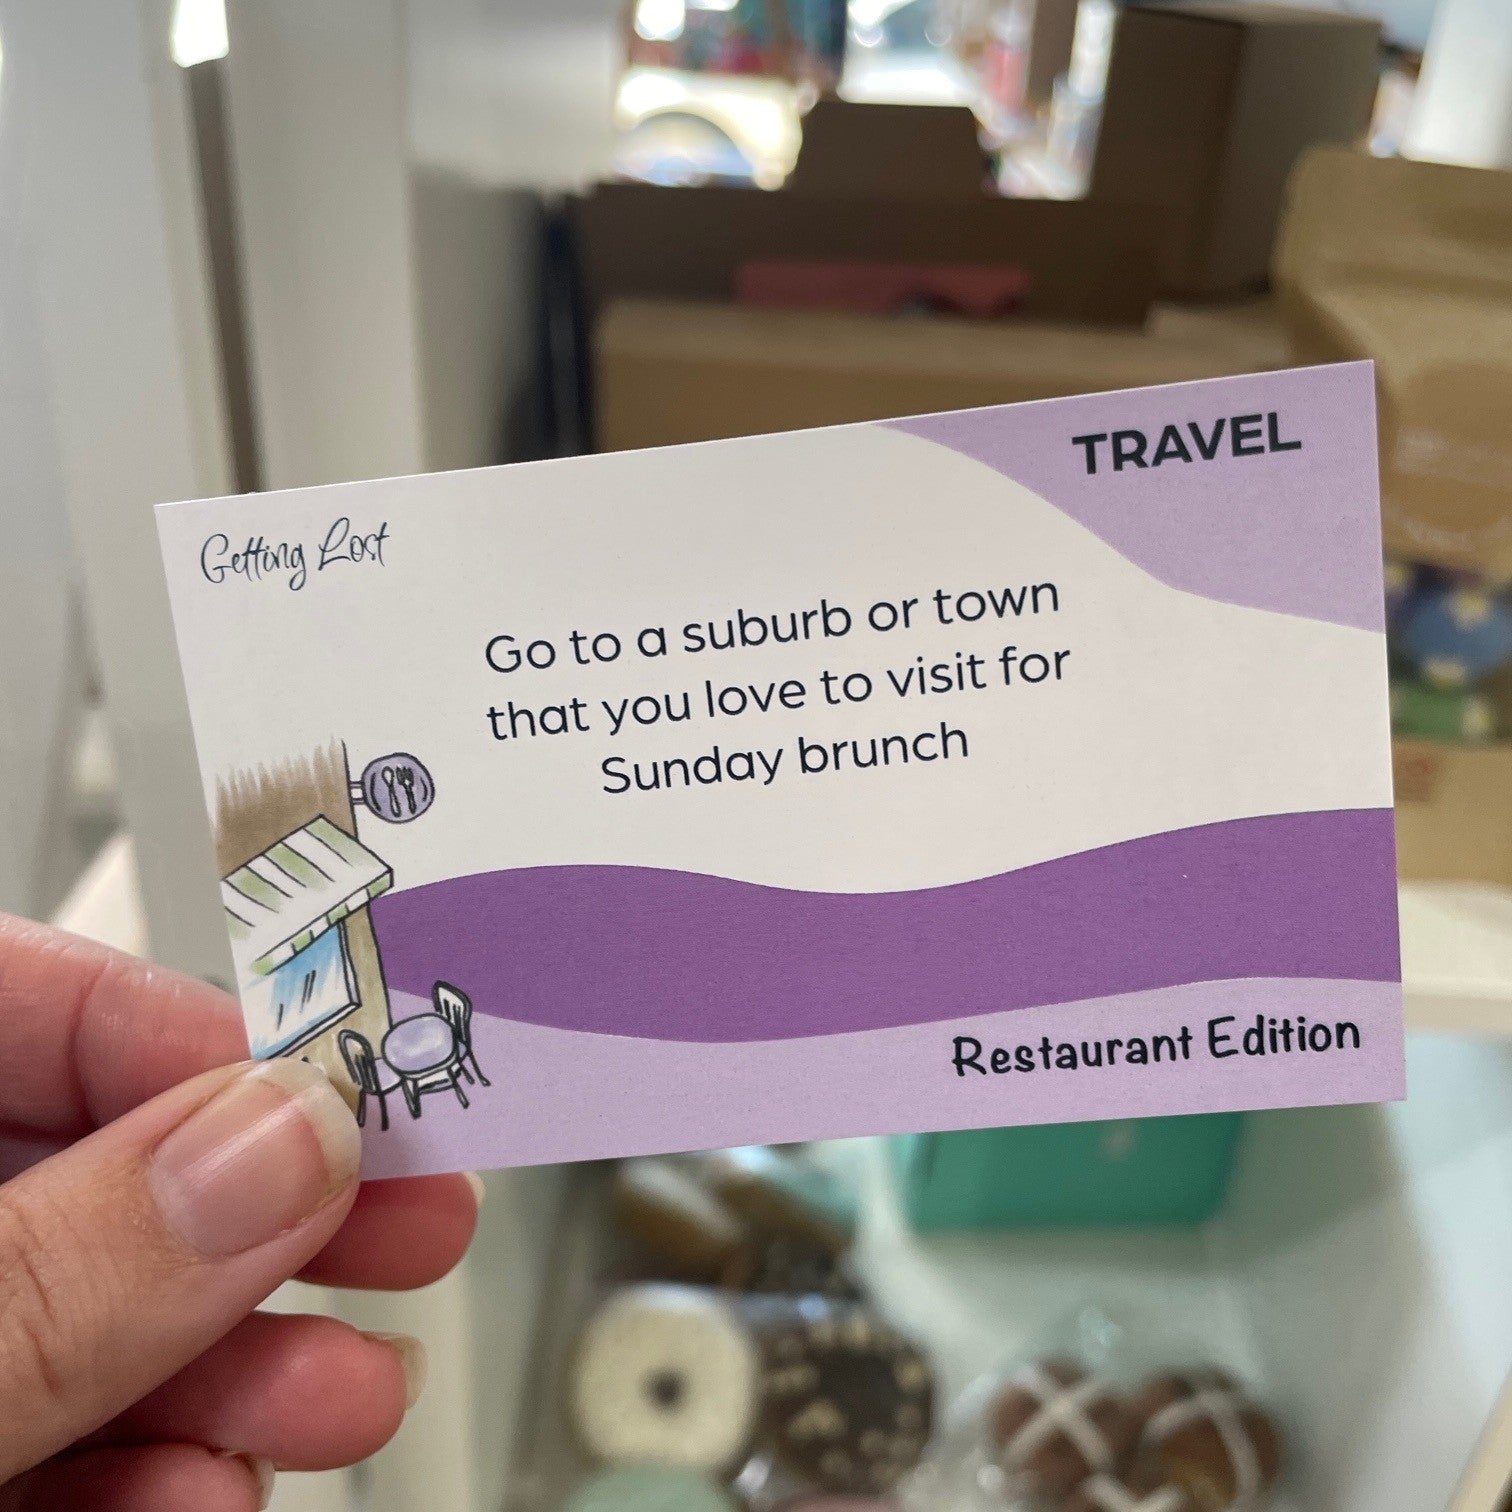 TRAVEL
Getting Lost
Go to a suburb or town
that you love to visit for
Sunday brunch
Restaurant Edition